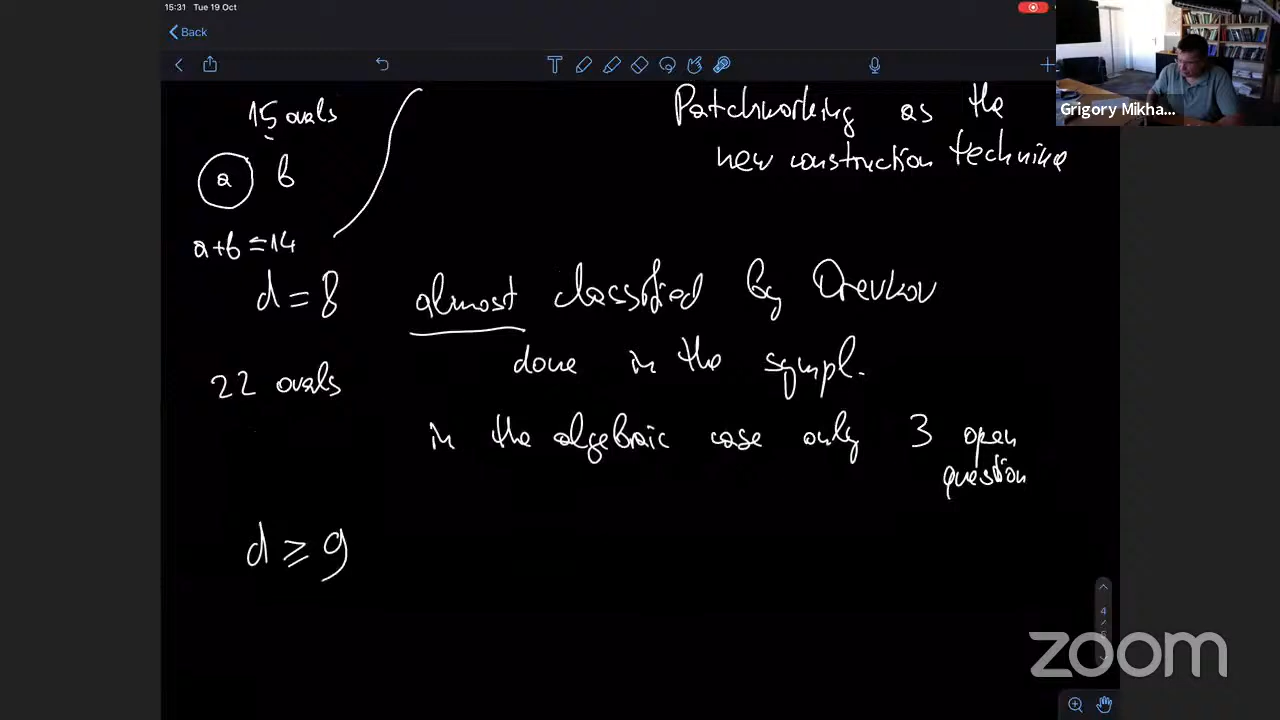 15:31 Tue 19 Oct
Back
15 ovals
a b
a+b=14
Patchworking as the
new construction technique
d=8 almost classified by Orevkov
done in the sympl.
22 ovals
in the algebraic case only 3 open
question
d ≥ 9
Grigory Mikha...
4
zoom